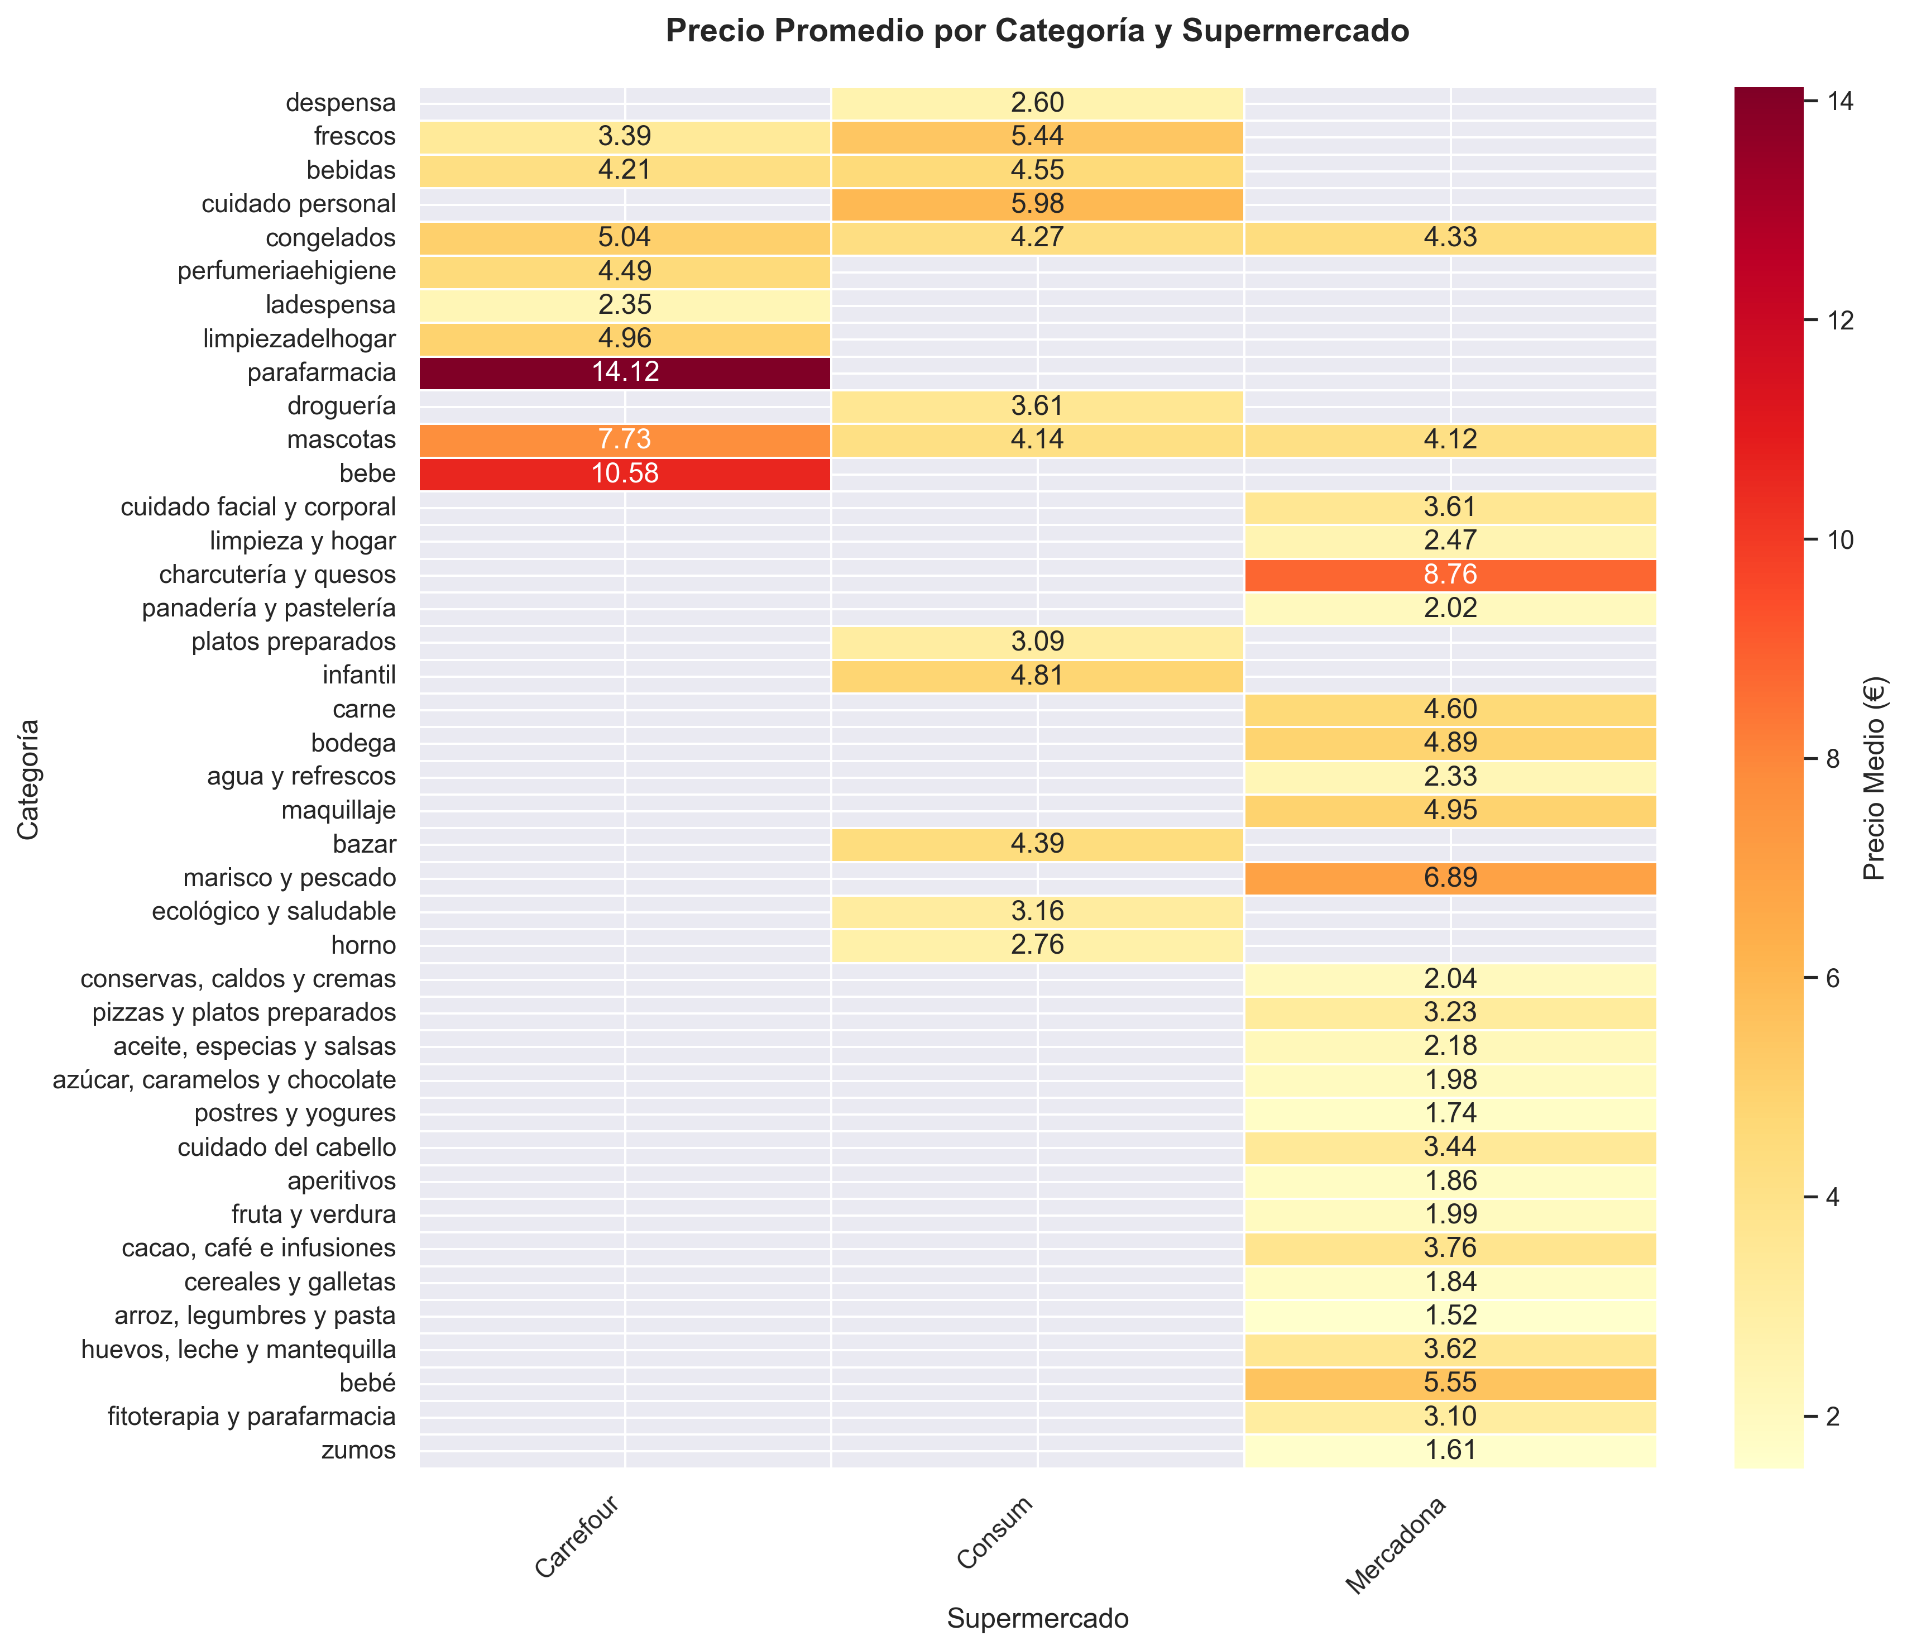 Precio Promedio por Categoría y Supermercado
despensa 2.60
frescos 3.39 5.44
bebidas 4.21 4.55
cuidado personal 5.98
congelados 5.04 4.27 4.33
perfumeriaehigiene 4.49
ladespensa 2.35
limpiezadelhogar 4.96
parafarmacia 14.12
droguería 3.61
mascotas 7.73 4.14 4.12
bebe 10.58
cuidado facial y corporal 3.61
limpieza y hogar 2.47
charcutería y quesos 8.76
panadería y pastelería 2.02
platos preparados 3.09
infantil 4.81
carne 4.60
bodega 4.89
agua y refrescos 2.33
maquillaje 4.95
bazar 4.39
marisco y pescado 6.89
ecológico y saludable 3.16
horno 2.76
conservas, caldos y cremas 2.04
pizzas y platos preparados 3.23
aceite, especias y salsas 2.18
azúcar, caramelos y chocolate 1.98
postres y yogures 1.74
cuidado del cabello 3.44
aperitivos 1.86
fruta y verdura 1.99
cacao, café e infusiones 3.76
cereales y galletas 1.84
arroz, legumbres y pasta 1.52
huevos, leche y mantequilla 3.62
bebé 5.55
fitoterapia y parafarmacia 3.10
zumos 1.61
Categoría
Carrefour
Consum
Mercadona
Supermercado
14
12
10
8
6
4
2
Precio Medio (€)